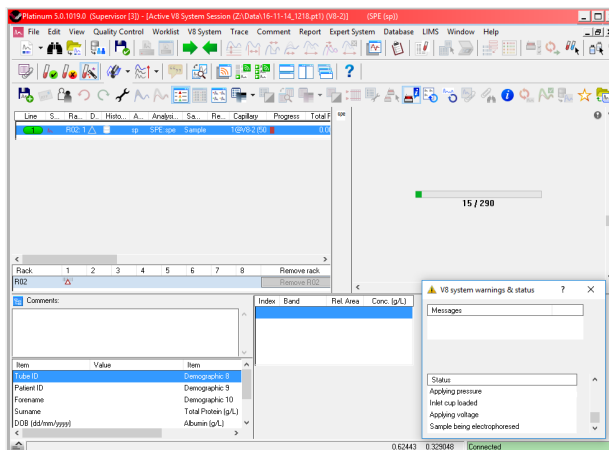 Platinum 5.0.1019.0 (Supervisor [3]) - [Active V8 System Session (Z:\Data\16-11-14_1218.pt1) (V8-2)] (SPE (sp))
File Edit View Quality Control Worklist V8 System Trace Comment Report Expert System Database LIMS Window Help
Line S... Ra... D.. Histo... A... Analysi... Sa... Re... Capillary Progress Total F
1 R02: 1 sp SPE: spe Sample 1@V8-2 (50 0.00
spe
15 / 290
Rack 1 2 3 4 5 6 7 8 Remove rack
R02 Remove R02
Comments:
Index Band Rel. Area Conc. (g/L)
Item Value Item
Tube ID Demographic 8
Patient ID Demographic 9
Forename Demographic 10
Surname Total Protein (g/L)
DOB (dd/mm/yyyy) Albumin (g/L)
V8 system warnings & status ? X
Messages
Status
Applying pressure
Inlet cup loaded
Applying voltage
Sample being electrophoresed
0.62443 0.329048 Connected